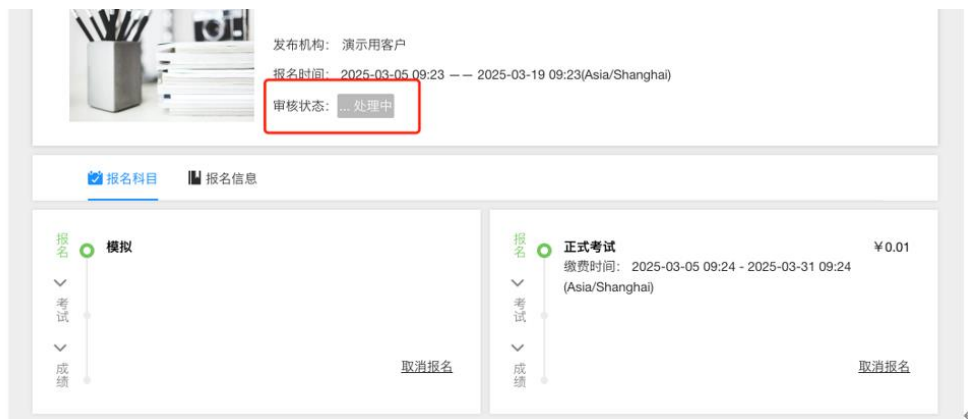 发布机构： 演示用客户
报名时间： 2025-03-05 09:23 —— 2025-03-19 09:23(Asia/Shanghai)
审核状态： ... 处理中
报名科目 报名信息
报名
模拟
考试
成绩
取消报名
报名
正式考试 ￥0.01
缴费时间： 2025-03-05 09:24 - 2025-03-31 09:24
(Asia/Shanghai)
考试
成绩
取消报名